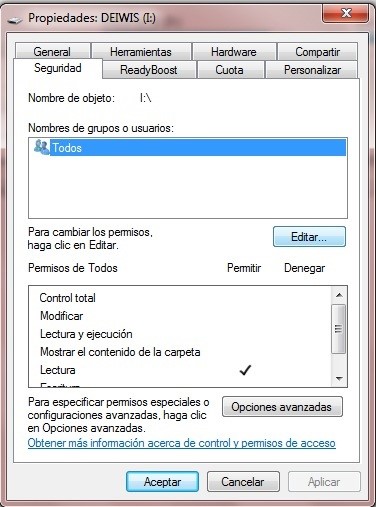 Propiedades: DEIWIS (I:)
General Herramientas Hardware Compartir
Seguridad ReadyBoost Cuota Personalizar
Nombre de objeto: I:\
Nombres de grupos o usuarios:
Todos
Para cambiar los permisos,
haga clic en Editar.
Editar...
Permisos de Todos Permitir Denegar
Control total
Modificar
Lectura y ejecución
Mostrar el contenido de la carpeta
Lectura
Escritura
Para especificar permisos especiales o
configuraciones avanzadas, haga clic
en Opciones avanzadas.
Opciones avanzadas
Obtener más información acerca de control y permisos de acceso
Aceptar Cancelar Aplicar